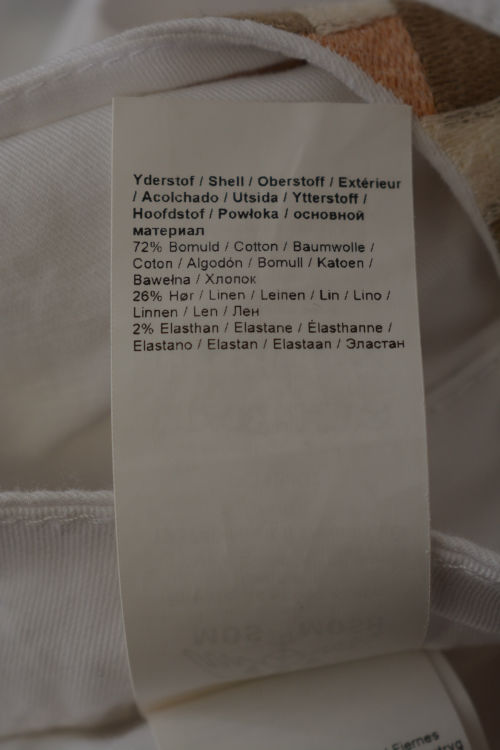 Yderstof / Shell / Oberstoff / Extérieur
/ Acolchado / Utsida / Ytterstoff /
Hoofdstof / Powłoka / основной
материал
72% Bomuld / Cotton / Baumwolle /
Coton / Algodón / Bomull / Katoen /
Bawełna / Хлопок
26% Hør / Linen / Leinen / Lin / Lino /
Linnen / Len / Лен
2% Elasthan / Elastane / Élasthanne /
Elastano / Elastan / Elastaan / Эластан
/ Fjernes